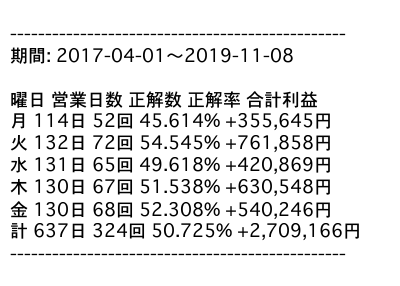 ------------------------------------------------
期間: 2017-04-01〜2019-11-08
曜日 営業日数 正解数 正解率 合計利益
月 114日 52回 45.614% +355,645円
火 132日 72回 54.545% +761,858円
水 131日 65回 49.618% +420,869円
木 130日 67回 51.538% +630,548円
金 130日 68回 52.308% +540,246円
計 637日 324回 50.725% +2,709,166円
------------------------------------------------